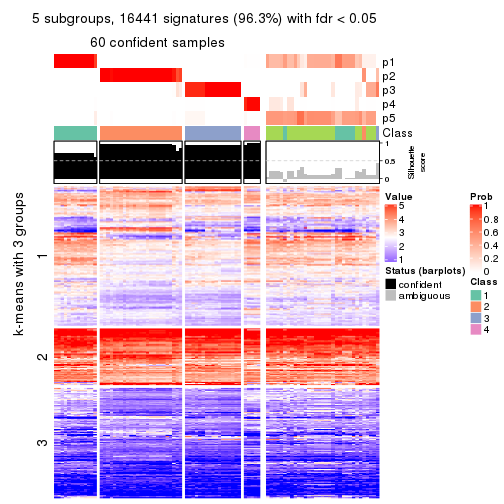 5 subgroups, 16441 signatures (96.3%) with fdr < 0.05
60 confident samples
p1
p2
p3
p4
p5
Class
1
0.5
0
Silhouette
score
k-means with 3 groups
1
2
3
Value
5
4
3
2
1
Status (barplots)
confident
ambiguous
Prob
1
0.8
0.6
0.4
0.2
0
Class
1
2
3
4